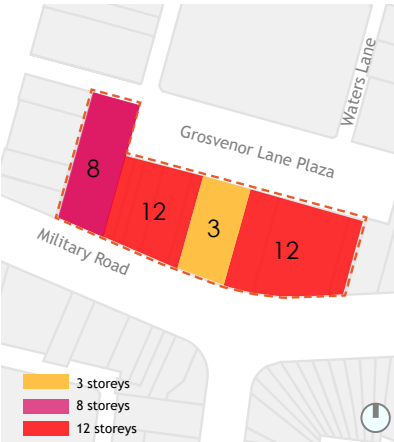 Waters Lane
Grosvenor Lane Plaza
8
12
3
12
Military Road
3 storeys
8 storeys
12 storeys